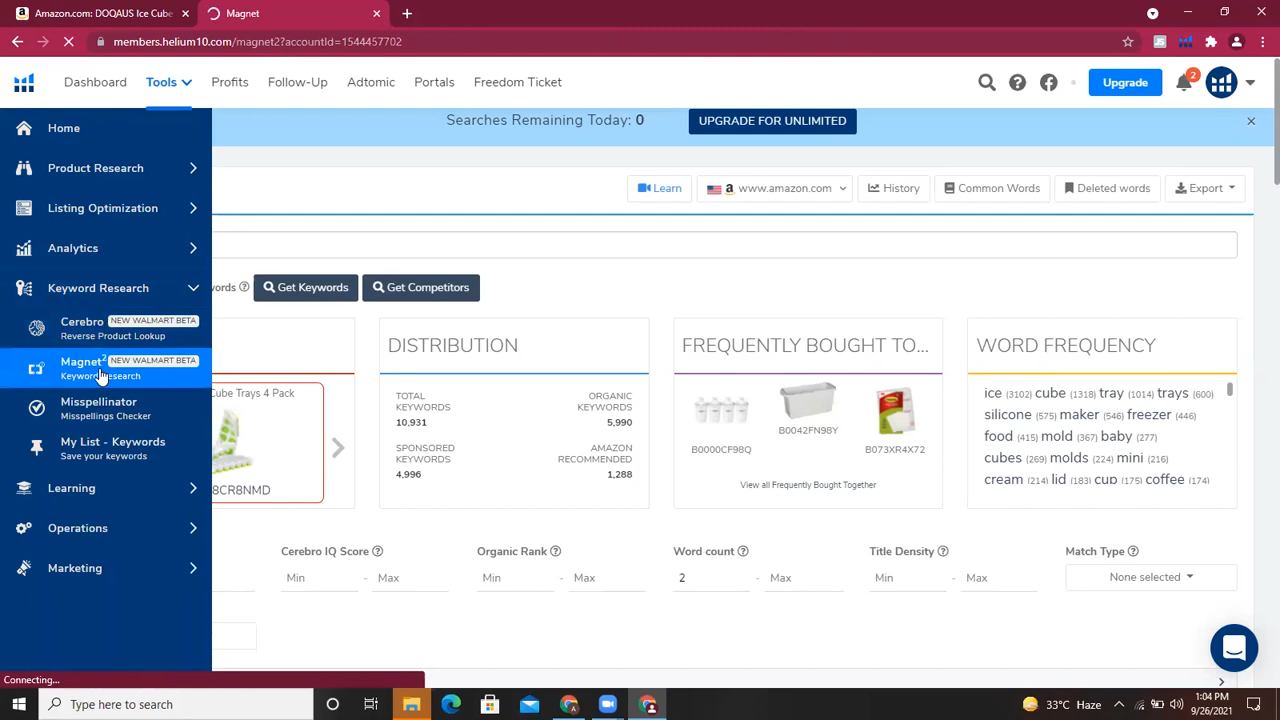 Amazon.com: DOQAUS Ice Cube
Magnet
members.helium10.com/magnet2?accountId=1544457702
Dashboard Tools Profits Follow-Up Adtomic Portals Freedom Ticket
Upgrade 2
Searches Remaining Today: 0 UPGRADE FOR UNLIMITED
Home
Product Research
Listing Optimization
Analytics
Keyword Research
Cerebro NEW WALMART BETA
Reverse Product Lookup
Magnet2 NEW WALMART BETA
Keyword Research
Misspellinator
Misspellings Checker
My List - Keywords
Save your keywords
Learning
Operations
Marketing
Learn www.amazon.com History Common Words Deleted words Export
words Get Keywords Get Competitors
Cube Trays 4 Pack
8CR8NMD
DISTRIBUTION
TOTAL KEYWORDS
10,931
ORGANIC KEYWORDS
5,990
SPONSORED KEYWORDS
4,996
AMAZON RECOMMENDED
1,288
FREQUENTLY BOUGHT TO...
B0000CF98Q B0042FN98Y B073XR4X72
View all Frequently Bought Together
WORD FREQUENCY
ice (3102) cube (1318) tray (1014) trays (600)
silicone (575) maker (546) freezer (446)
food (415) mold (367) baby (277)
cubes (269) molds (224) mini (216)
cream (214) lid (183) cup (175) coffee (174)
Cerebro IQ Score Organic Rank Word count Title Density Match Type
Min - Max Min - Max 2 - Max Min - Max None selected
Connecting...
Type here to search
33°C Haze
1:04 PM
9/26/2021